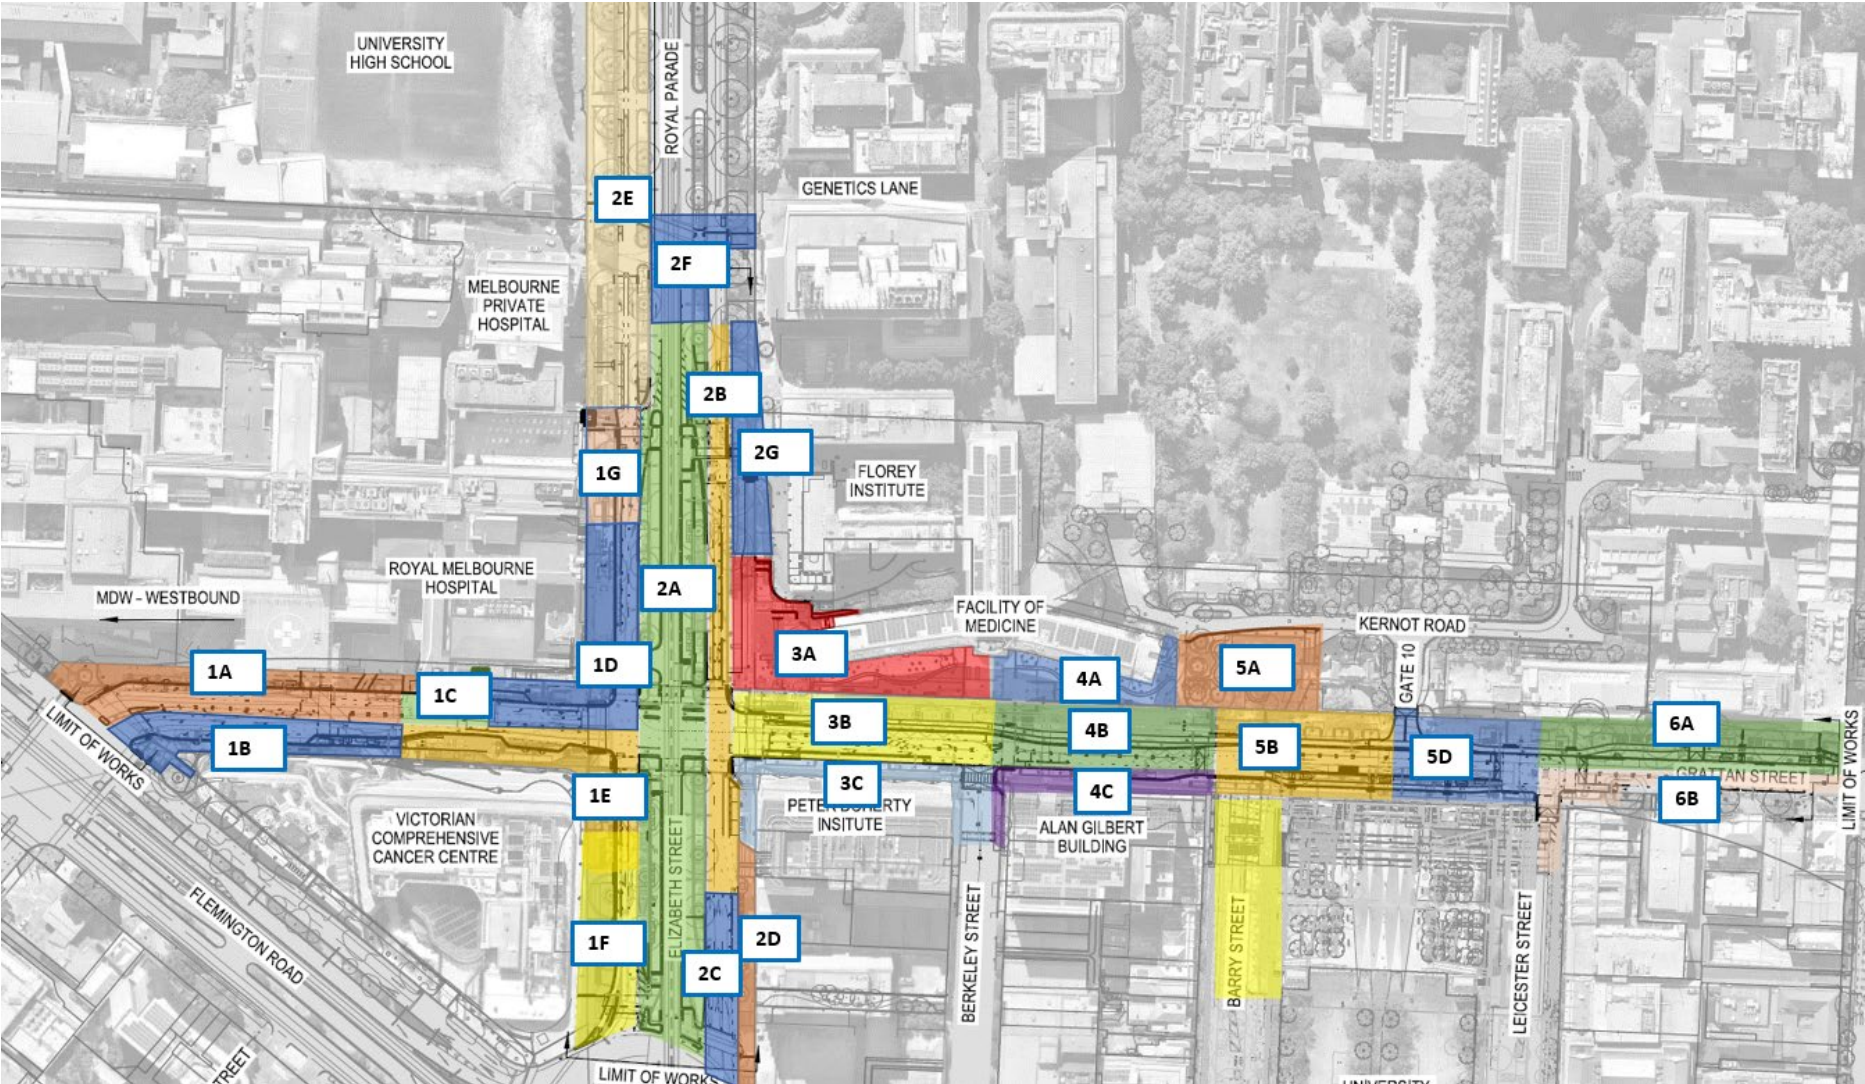 UNIVERSITY
HIGH SCHOOL
ROYAL PARADE
2E
GENETICS LANE
2F
MELBOURNE
PRIVATE
HOSPITAL
2B
2G
1G
FLOREY
INSTITUTE
ROYAL MELBOURNE
HOSPITAL
2A
MDW - WESTBOUND
FACILITY OF
MEDICINE
KERNOT ROAD
3A
1D
1A
1C
4A
5A
GATE 10
LIMIT OF WORKS
1B
3B
4B
5B
5D
6A
GRATTAN STREET
LIMIT OF WORKS
1E
3C
4C
6B
PETER DOHERTY
INSITUTE
VICTORIAN
COMPREHENSIVE
CANCER CENTRE
ALAN GILBERT
BUILDING
FLEMINGTON ROAD
ELIZABETH STREET
1F
2D
2C
BERKELEY STREET
BARRY STREET
LEICESTER STREET
LIMIT OF WORKS
TREET
UNIVERSITY